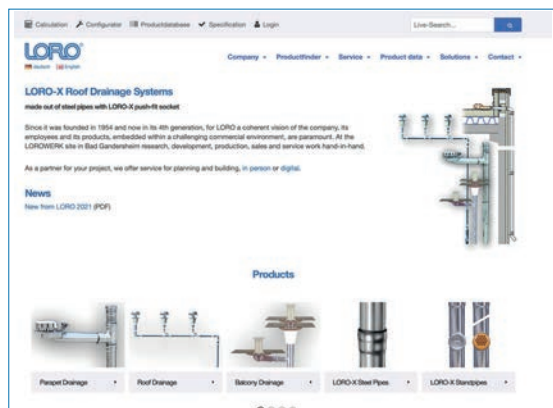 Calculation Configurator Productdatabase Specification Login Live-Search...
LORO
deutsch English
Company Productfinder Service Product data Solutions Contact
LORO-X Roof Drainage Systems
made out of steel pipes with LORO-X push-fit socket
Since it was founded in 1954 and now in its 4th generation, for LORO a coherent vision of the company, its
employees and its products, embedded within a challenging commercial environment, are paramount. At the
LOROWERK site in Bad Gandersheim research, development, production, sales and service work hand-in-hand.
As a partner for your project, we offer service for planning and building, in person or digital.
News
New from LORO 2021 (PDF)
Products
Parapet Drainage Roof Drainage Balcony Drainage LORO-X Steel Pipes LORO-X Standpipes